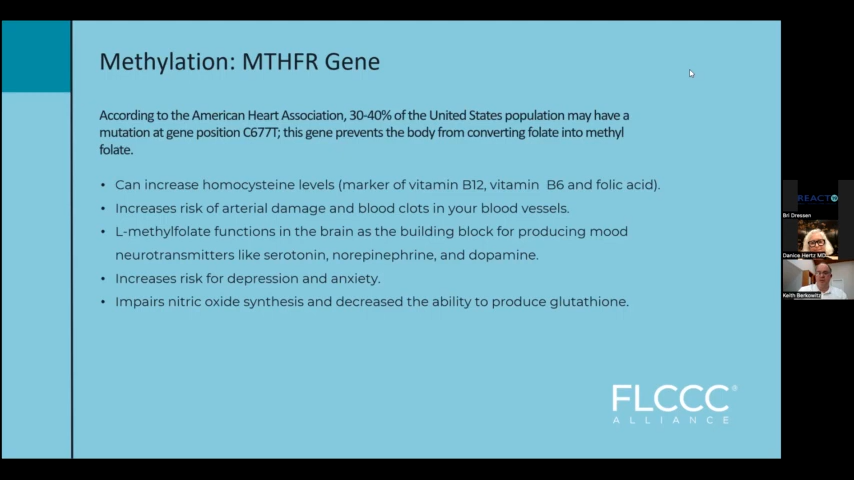 Methylation: MTHFR Gene
According to the American Heart Association, 30-40% of the United States population may have a
mutation at gene position C677T; this gene prevents the body from converting folate into methyl
folate.
• Can increase homocysteine levels (marker of vitamin B12, vitamin B6 and folic acid).
• Increases risk of arterial damage and blood clots in your blood vessels.
• L-methylfolate functions in the brain as the building block for producing mood
neurotransmitters like serotonin, norepinephrine, and dopamine.
• Increases risk for depression and anxiety.
• Impairs nitric oxide synthesis and decreased the ability to produce glutathione.
FLCCC®
ALLIANCE
REACT19
Bri Dressen
Danice Hertz MD
Keith Berkowitz